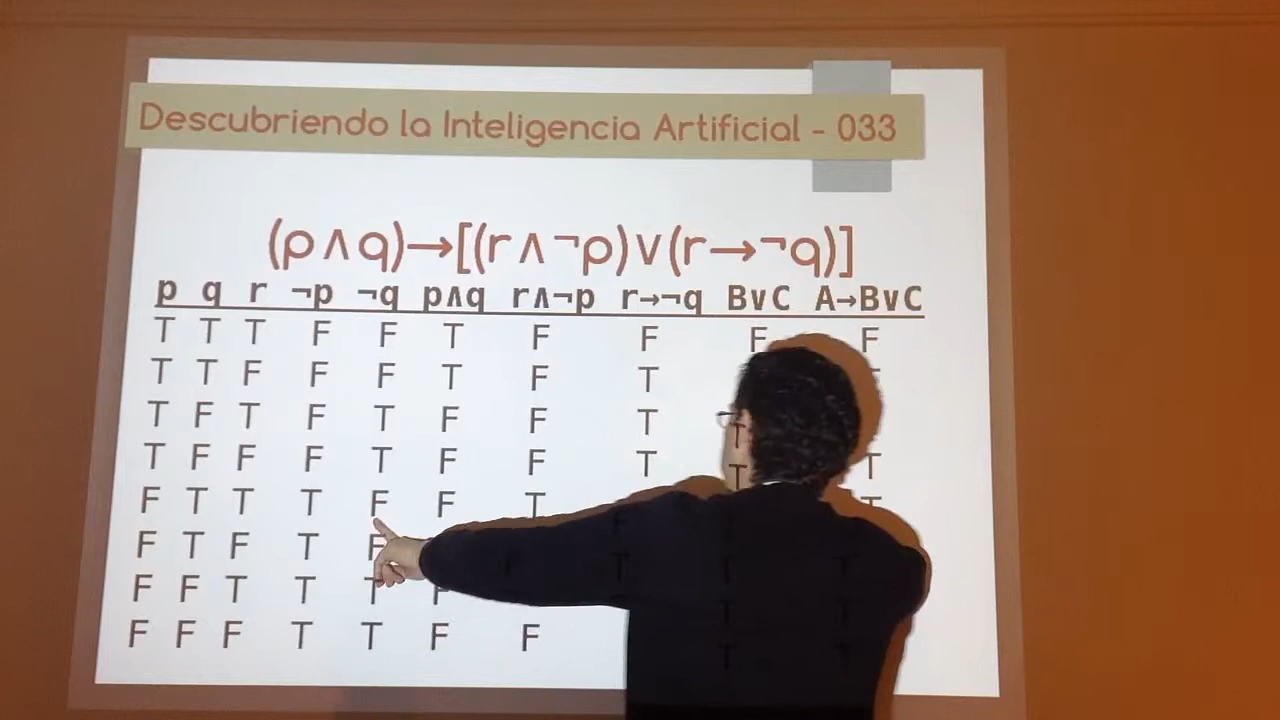 Descubriendo la Inteligencia Artificial - 033
(p∧q)→[(r∧¬p)∨(r→¬q)]
p q r ¬p ¬q p∧q r∧¬p r→¬q B∨C A→B∨C
T T T F F T F F F F
T T F F F T F T
T F T F T F F T T
T F F F T F F T T T
F T T T F F T F T
F T F T F F T T T
F F T T T F T T
F F F T T F F T T